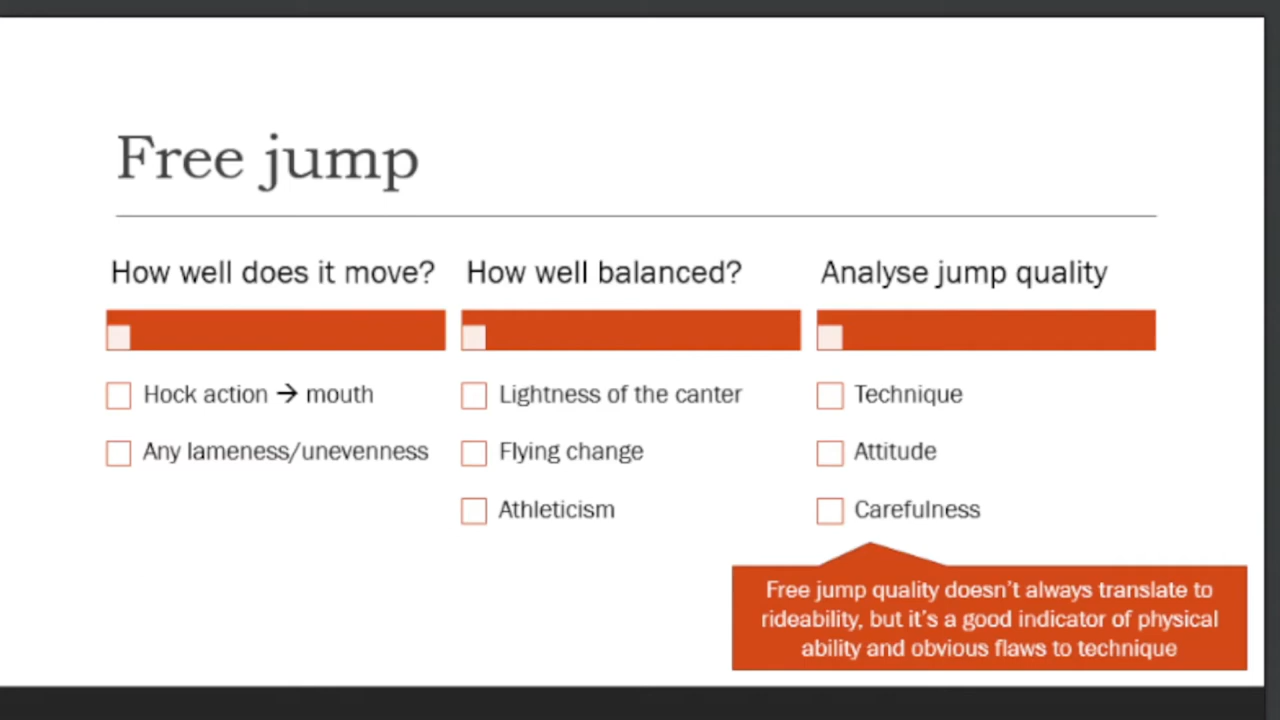 Free jump
How well does it move?
Hock action → mouth
Any lameness/unevenness
How well balanced?
Lightness of the canter
Flying change
Athleticism
Analyse jump quality
Technique
Attitude
Carefulness
Free jump quality doesn't always translate to
rideability, but it's a good indicator of physical
ability and obvious flaws to technique